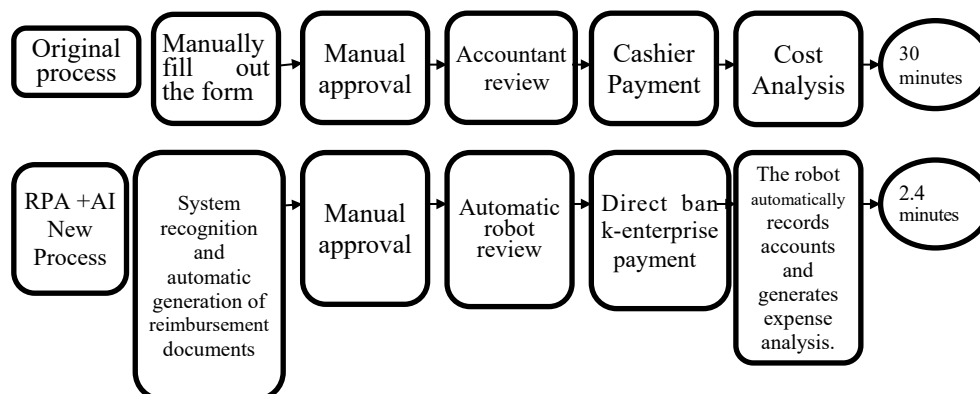 Original
process
Manually
fill out
the form
Manual
approval
Accountant
review
Cashier
Payment
Cost
Analysis
30
minutes
RPA +AI
New
Process
System
recognition
and
automatic
generation of
reimbursement
documents
Manual
approval
Automatic
robot
review
Direct ban
k-enterprise
payment
The robot
automatically
records
accounts
and
generates
expense
analysis.
2.4
minutes